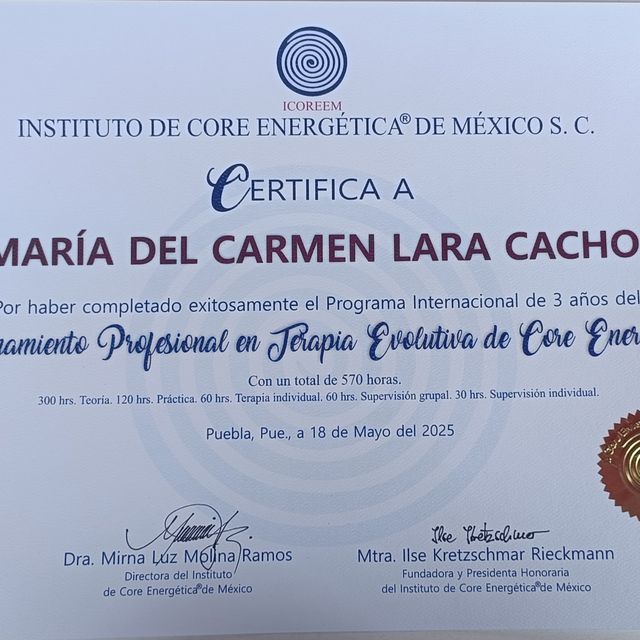 ICOREEM
INSTITUTO DE CORE ENERGÉTICA® DE MÉXICO S. C.
CERTIFICA A
MARÍA DEL CARMEN LARA CACHO
Por haber completado exitosamente el Programa Internacional de 3 años del
namiento Profesional en Terapia Evolutiva de Core Ener
Con un total de 570 horas.
300 hrs. Teoría. 120 hrs. Práctica. 60 hrs. Terapia individual. 60 hrs. Supervisión grupal. 30 hrs. Supervisión individual.
Puebla, Pue., a 18 de Mayo del 2025
Ilse Kretzschmar
Dra. Mirna Luz Molina Ramos
Directora del Instituto
de Core Energética® de México
Mtra. Ilse Kretzschmar Rieckmann
Fundadora y Presidenta Honoraria
del Instituto de Core Energética® de México